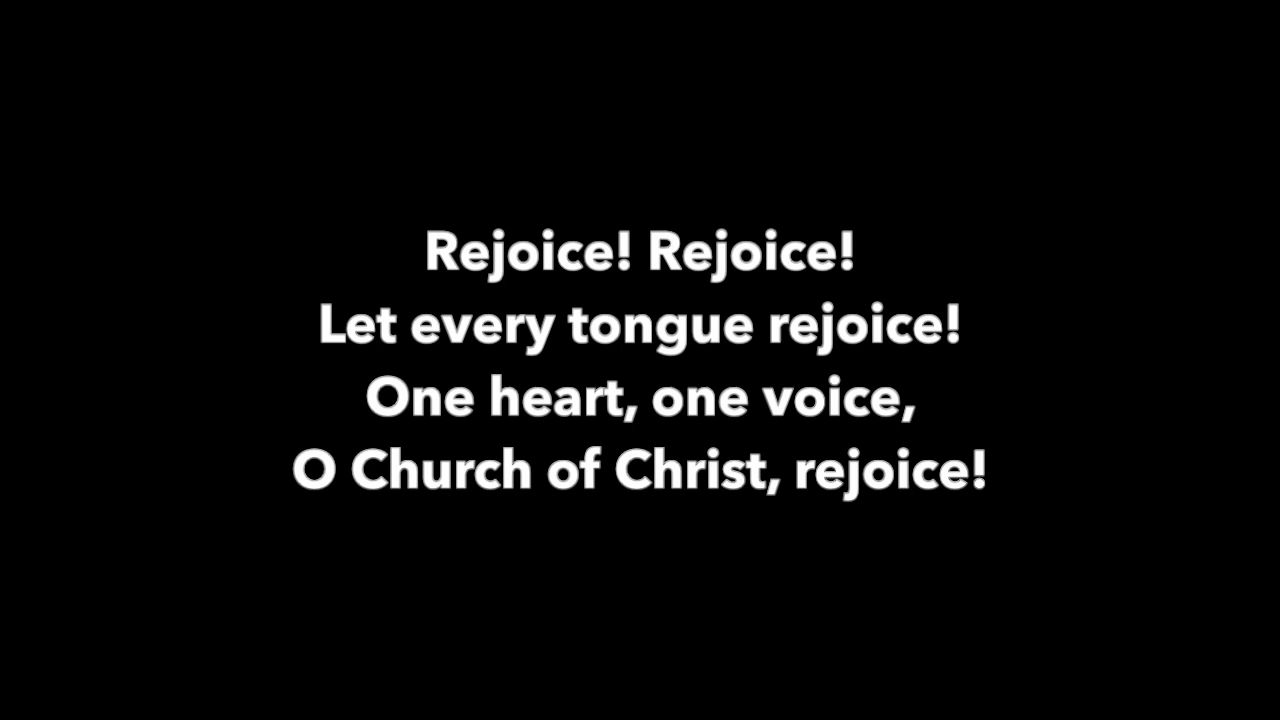 Rejoice! Rejoice!
Let every tongue rejoice!
One heart, one voice,
O Church of Christ, rejoice!